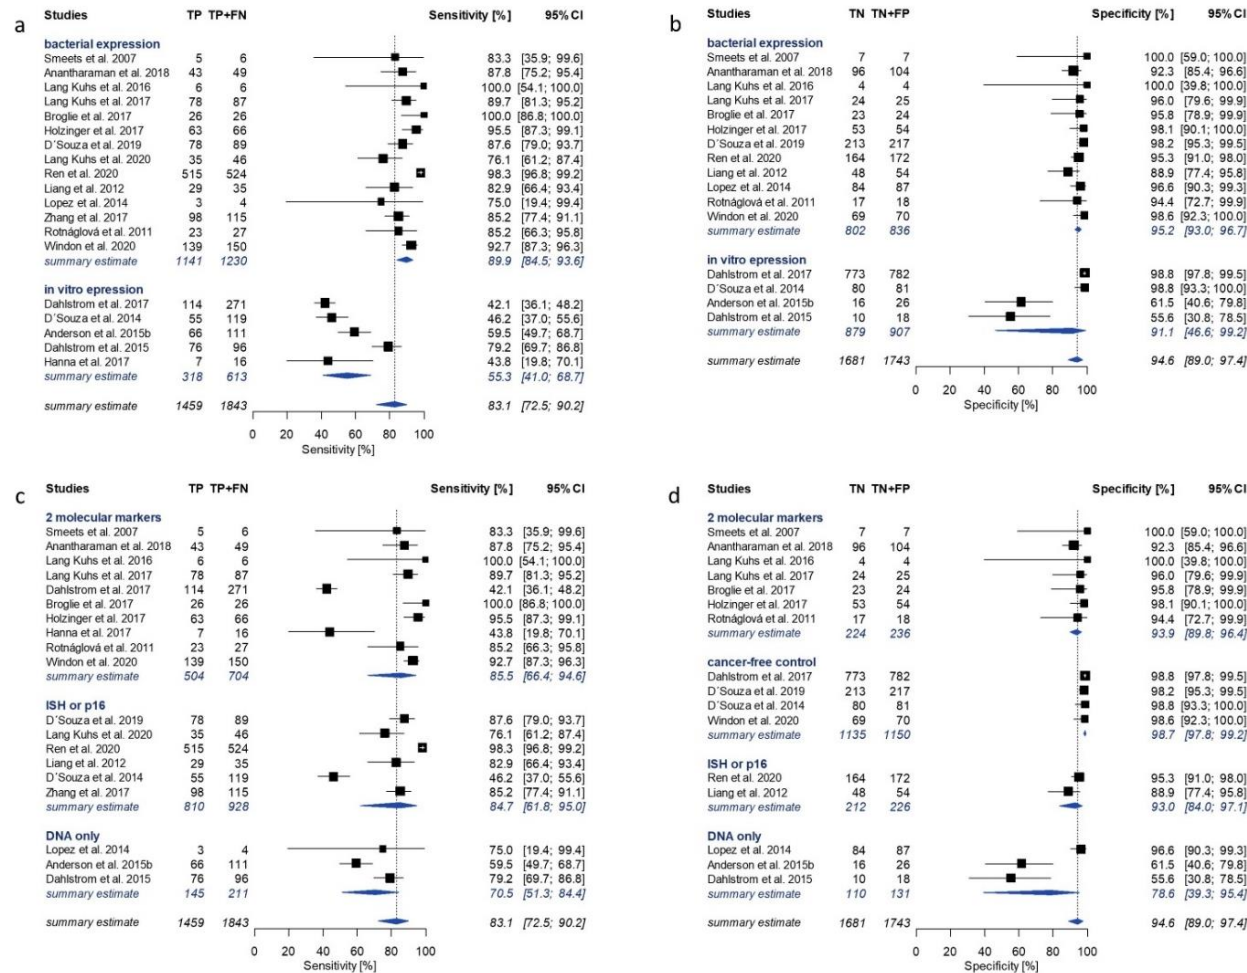 a
Studies TP TP+FN Sensitivity [%] 95% CI
bacterial expression
Smeets et al. 2007 5 6 83.3 [35.9; 99.6]
Anantharaman et al. 2018 43 49 87.8 [75.2; 95.4]
Lang Kuhs et al. 2016 6 6 100.0 [54.1; 100.0]
Lang Kuhs et al. 2017 78 87 89.7 [81.3; 95.2]
Broglie et al. 2017 26 26 100.0 [86.8; 100.0]
Holzinger et al. 2017 63 66 95.5 [87.3; 99.1]
D´Souza et al. 2019 78 89 87.6 [79.0; 93.7]
Lang Kuhs et al. 2020 35 46 76.1 [61.2; 87.4]
Ren et al. 2020 515 524 98.3 [96.8; 99.2]
Liang et al. 2012 29 35 82.9 [66.4; 93.4]
Lopez et al. 2014 3 4 75.0 [19.4; 99.4]
Zhang et al. 2017 98 115 85.2 [77.4; 91.1]
Rotnáglová et al. 2011 23 27 85.2 [66.3; 95.8]
Windon et al. 2020 139 150 92.7 [87.3; 96.3]
summary estimate 1141 1230 89.9 [84.5; 93.6]
in vitro epression
Dahlstrom et al. 2017 114 271 42.1 [36.1; 48.2]
D´Souza et al. 2014 55 119 46.2 [37.0; 55.6]
Anderson et al. 2015b 66 111 59.5 [49.7; 68.7]
Dahlstrom et al. 2015 76 96 79.2 [69.7; 86.8]
Hanna et al. 2017 7 16 43.8 [19.8; 70.1]
summary estimate 318 613 55.3 [41.0; 68.7]
summary estimate 1459 1843 83.1 [72.5; 90.2]
0 20 40 60 80 100
Sensitivity [%]
b
Studies TN TN+FP Specificity [%] 95% CI
bacterial expression
Smeets et al. 2007 7 7 100.0 [59.0; 100.0]
Anantharaman et al. 2018 96 104 92.3 [85.4; 96.6]
Lang Kuhs et al. 2016 4 4 100.0 [39.8; 100.0]
Lang Kuhs et al. 2017 24 25 96.0 [79.6; 99.9]
Broglie et al. 2017 23 24 95.8 [78.9; 99.9]
Holzinger et al. 2017 53 54 98.1 [90.1; 100.0]
D´Souza et al. 2019 213 217 98.2 [95.3; 99.5]
Ren et al. 2020 164 172 95.3 [91.0; 98.0]
Liang et al. 2012 48 54 88.9 [77.4; 95.8]
Lopez et al. 2014 84 87 96.6 [90.3; 99.3]
Rotnáglová et al. 2011 17 18 94.4 [72.7; 99.9]
Windon et al. 2020 69 70 98.6 [92.3; 100.0]
summary estimate 802 836 95.2 [93.0; 96.7]
in vitro epression
Dahlstrom et al. 2017 773 782 98.8 [97.8; 99.5]
D´Souza et al. 2014 80 81 98.8 [93.3; 100.0]
Anderson et al. 2015b 16 26 61.5 [40.6; 79.8]
Dahlstrom et al. 2015 10 18 55.6 [30.8; 78.5]
summary estimate 879 907 91.1 [46.6; 99.2]
summary estimate 1681 1743 94.6 [89.0; 97.4]
0 20 40 60 80 100
Specificity [%]
c
Studies TP TP+FN Sensitivity [%] 95% CI
2 molecular markers
Smeets et al. 2007 5 6 83.3 [35.9; 99.6]
Anantharaman et al. 2018 43 49 87.8 [75.2; 95.4]
Lang Kuhs et al. 2016 6 6 100.0 [54.1; 100.0]
Lang Kuhs et al. 2017 78 87 89.7 [81.3; 95.2]
Dahlstrom et al. 2017 114 271 42.1 [36.1; 48.2]
Broglie et al. 2017 26 26 100.0 [86.8; 100.0]
Holzinger et al. 2017 63 66 95.5 [87.3; 99.1]
Hanna et al. 2017 7 16 43.8 [19.8; 70.1]
Rotnáglová et al. 2011 23 27 85.2 [66.3; 95.8]
Windon et al. 2020 139 150 92.7 [87.3; 96.3]
summary estimate 504 704 85.5 [66.4; 94.6]
ISH or p16
D´Souza et al. 2019 78 89 87.6 [79.0; 93.7]
Lang Kuhs et al. 2020 35 46 76.1 [61.2; 87.4]
Ren et al. 2020 515 524 98.3 [96.8; 99.2]
Liang et al. 2012 29 35 82.9 [66.4; 93.4]
D´Souza et al. 2014 55 119 46.2 [37.0; 55.6]
Zhang et al. 2017 98 115 85.2 [77.4; 91.1]
summary estimate 810 928 84.7 [61.8; 95.0]
DNA only
Lopez et al. 2014 3 4 75.0 [19.4; 99.4]
Anderson et al. 2015b 66 111 59.5 [49.7; 68.7]
Dahlstrom et al. 2015 76 96 79.2 [69.7; 86.8]
summary estimate 145 211 70.5 [51.3; 84.4]
summary estimate 1459 1843 83.1 [72.5; 90.2]
0 20 40 60 80 100
Sensitivity [%]
d
Studies TN TN+FP Specificity [%] 95% CI
2 molecular markers
Smeets et al. 2007 7 7 100.0 [59.0; 100.0]
Anantharaman et al. 2018 96 104 92.3 [85.4; 96.6]
Lang Kuhs et al. 2016 4 4 100.0 [39.8; 100.0]
Lang Kuhs et al. 2017 24 25 96.0 [79.6; 99.9]
Broglie et al. 2017 23 24 95.8 [78.9; 99.9]
Holzinger et al. 2017 53 54 98.1 [90.1; 100.0]
Rotnáglová et al. 2011 17 18 94.4 [72.7; 99.9]
summary estimate 224 236 93.9 [89.8; 96.4]
cancer-free control
Dahlstrom et al. 2017 773 782 98.8 [97.8; 99.5]
D´Souza et al. 2019 213 217 98.2 [95.3; 99.5]
D´Souza et al. 2014 80 81 98.8 [93.3; 100.0]
Windon et al. 2020 69 70 98.6 [92.3; 100.0]
summary estimate 1135 1150 98.7 [97.8; 99.2]
ISH or p16
Ren et al. 2020 164 172 95.3 [91.0; 98.0]
Liang et al. 2012 48 54 88.9 [77.4; 95.8]
summary estimate 212 226 93.0 [84.0; 97.1]
DNA only
Lopez et al. 2014 84 87 96.6 [90.3; 99.3]
Anderson et al. 2015b 16 26 61.5 [40.6; 79.8]
Dahlstrom et al. 2015 10 18 55.6 [30.8; 78.5]
summary estimate 110 131 78.6 [39.3; 95.4]
summary estimate 1681 1743 94.6 [89.0; 97.4]
0 20 40 60 80 100
Specificity [%]